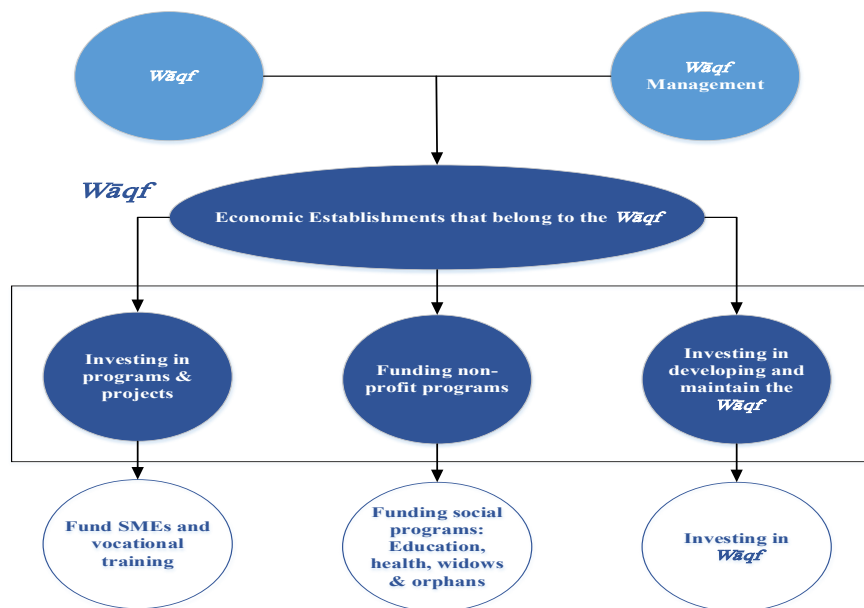 Wāqf
Wāqf
Management
Wāqf
Economic Establishments that belong to the Wāqf
Investing in
programs &
projects
Funding non-
profit programs
Investing in
developing and
maintain the
Wāqf
Fund SMEs and
vocational
training
Funding social
programs:
Education,
health, widows
& orphans
Investing in
Wāqf